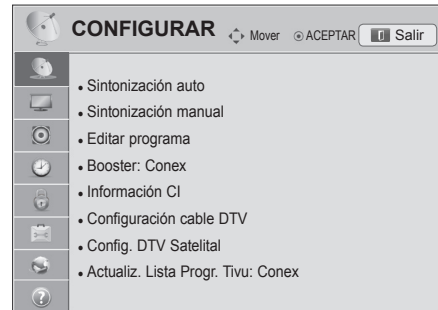 CONFIGURAR Mover ACEPTAR Salir
• Sintonización auto
• Sintonización manual
• Editar programa
• Booster: Conex
• Información CI
• Configuración cable DTV
• Config. DTV Satelital
• Actualiz. Lista Progr. Tivu: Conex
?